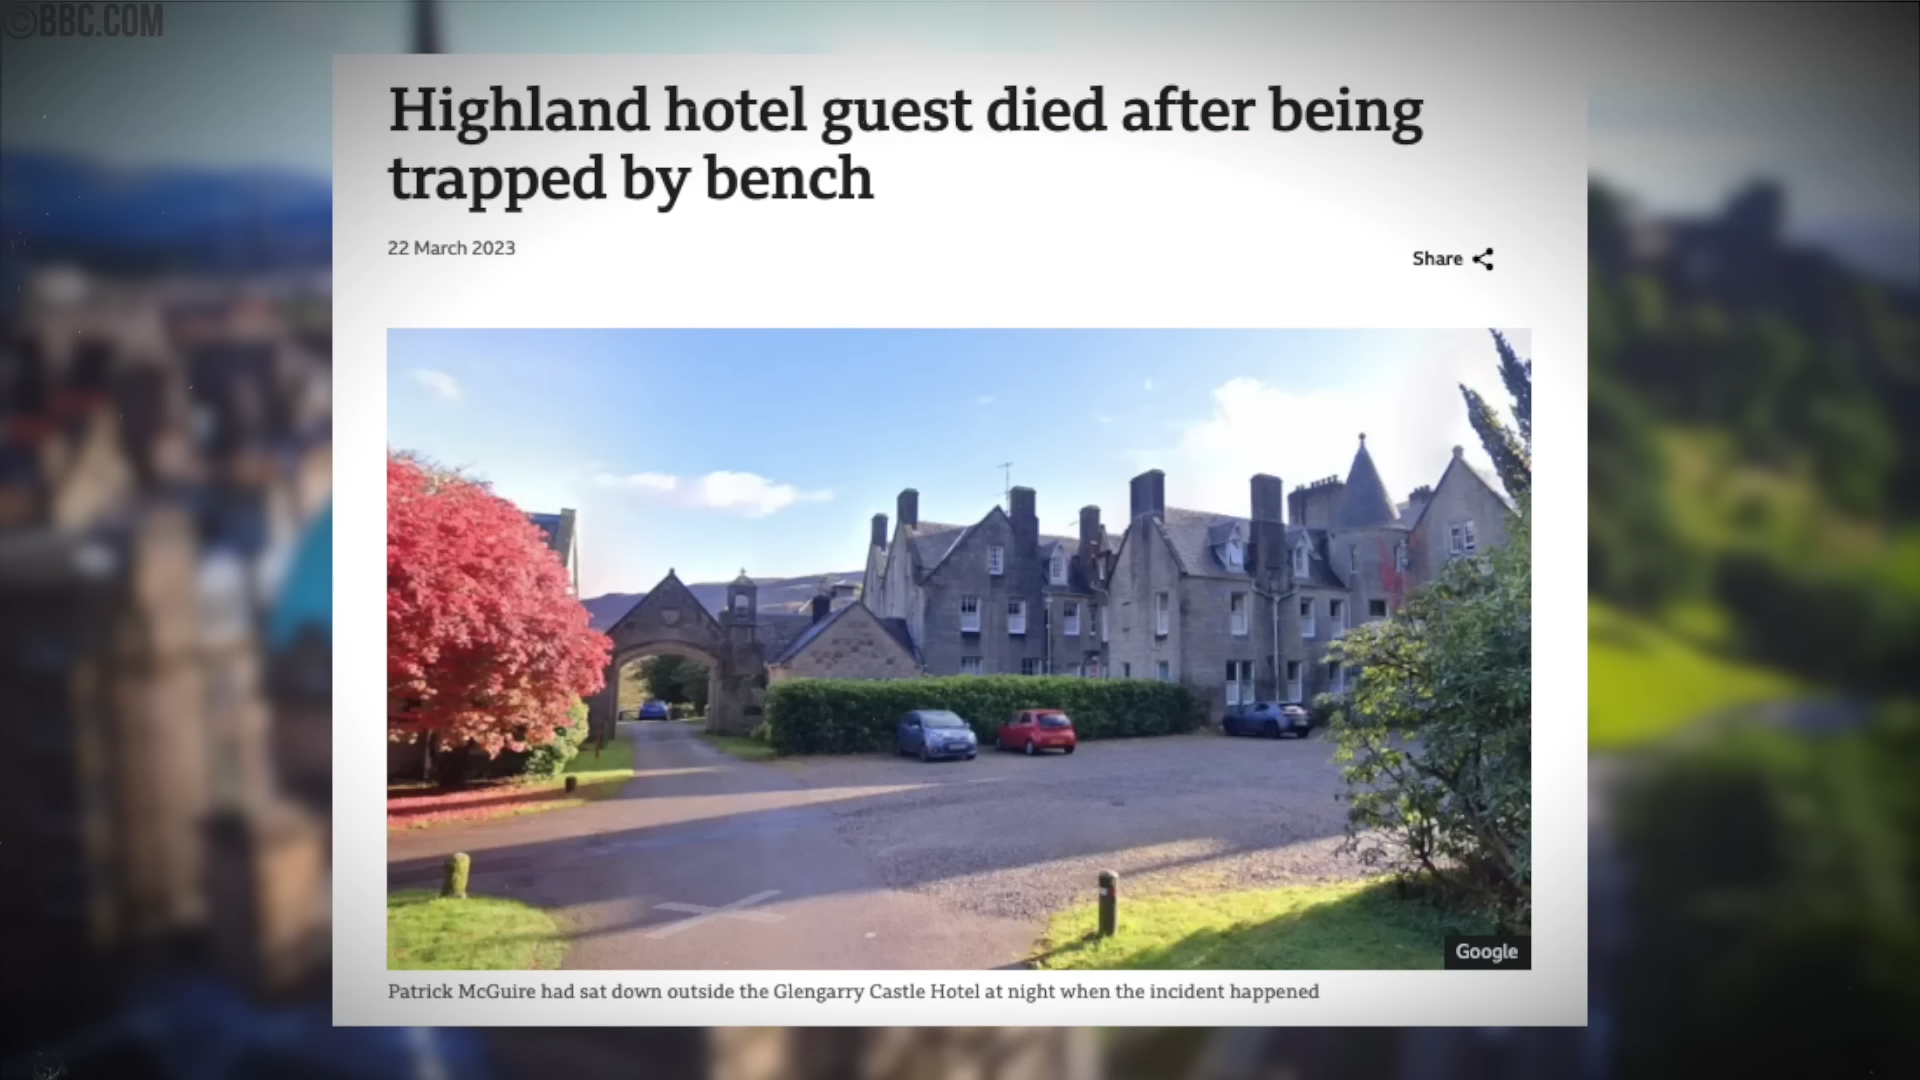 ©BBC.COM
Highland hotel guest died after being
trapped by bench
22 March 2023
Share
Google
Patrick McGuire had sat down outside the Glengarry Castle Hotel at night when the incident happened